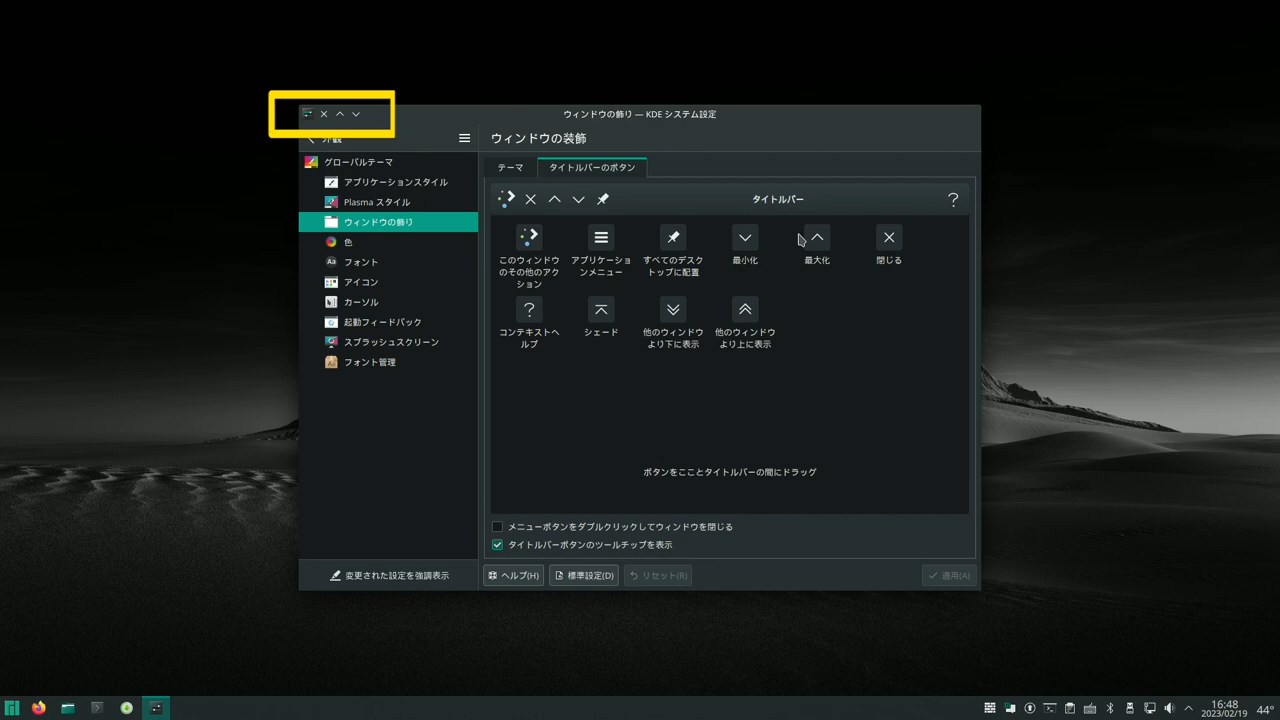 ウィンドウの飾り — KDE システム設定
ウィンドウの装飾
グローバルテーマ
アプリケーションスタイル
Plasma スタイル
ウィンドウの飾り
色
フォント
アイコン
カーソル
起動フィードバック
スプラッシュスクリーン
フォント管理
変更された設定を強調表示
テーマ
タイトルバーのボタン
タイトルバー
このウィンドウ
のその他のアク
ション
アプリケーショ
ンメニュー
すべてのデスク
トップに配置
最小化
最大化
閉じる
コンテキストヘ
ルプ
シェード
他のウィンドウ
より下に表示
他のウィンドウ
より上に表示
ボタンをこことタイトルバーの間にドラッグ
メニューボタンをダブルクリックしてウィンドウを閉じる
タイトルバーボタンのツールチップを表示
ヘルプ(H)
標準設定(D)
リセット(R)
適用(A)
16:48
2023/02/19
44°